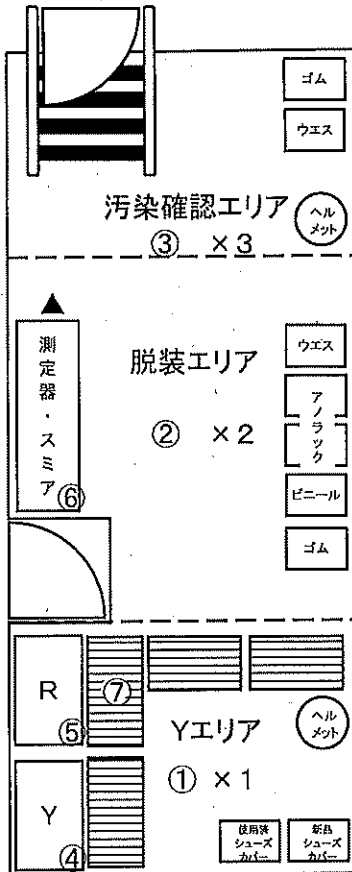 ゴム
ウエス
汚染確認エリア
ヘル
メット
③ ×3
測定器・スミア
⑥
脱装エリア
② ×2
ウエス
アノラック
ビニール
ゴム
R
⑤
⑦
Yエリア
ヘル
メット
① ×1
Y
④
使用済
シューズ
カバー
新品
シューズ
カバー